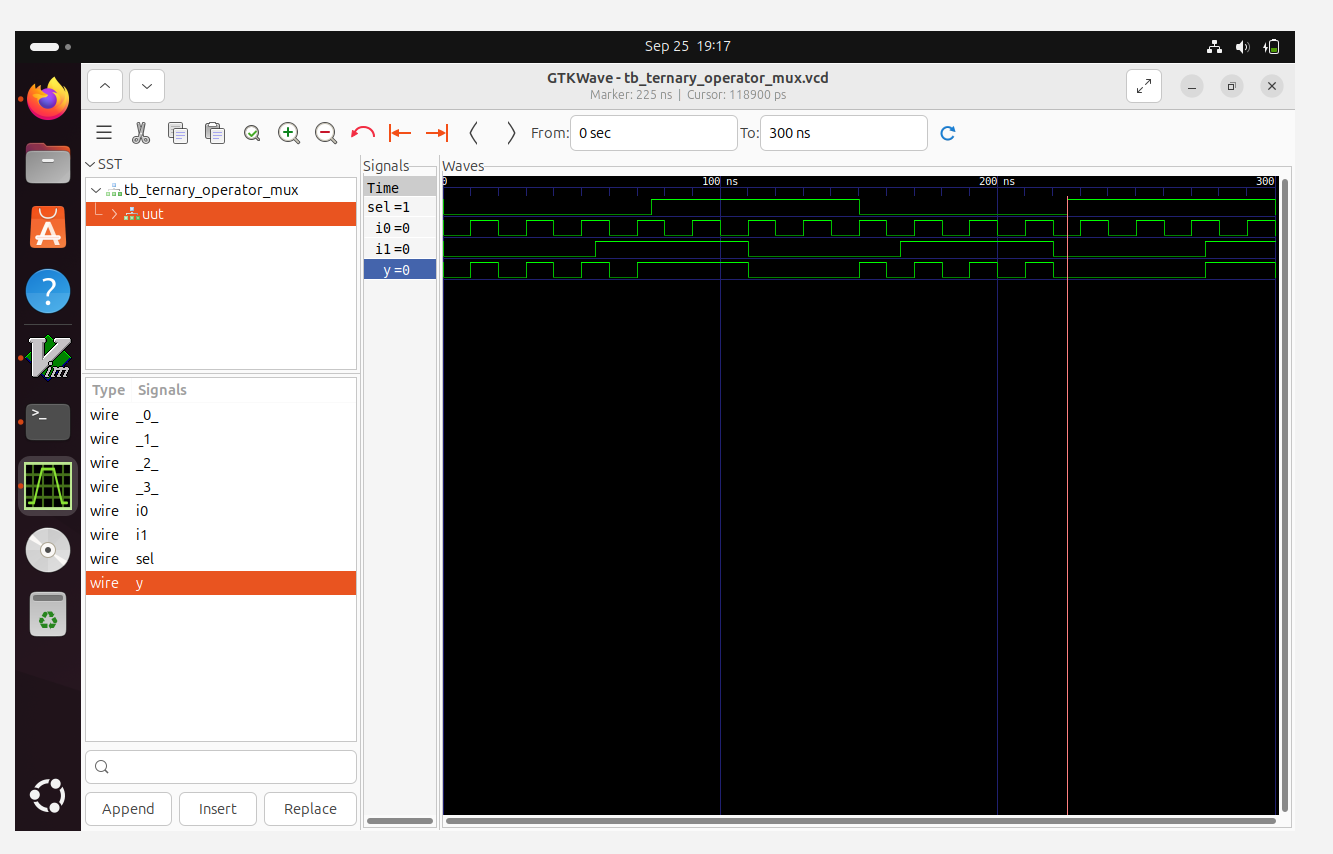 Sep 25 19:17
GTKWave - tb_ternary_operator_mux.vcd
Marker: 225 ns | Cursor: 118900 ps
From: 0 sec To: 300 ns
SST
tb_ternary_operator_mux
uut
Type Signals
wire _0_
wire _1_
wire _2_
wire _3_
wire i0
wire i1
wire sel
wire y
Append Insert Replace
Signals
Time
sel=1
i0=0
i1=0
y=0
Waves
0 100 ns 200 ns 300
A
?
Vim
>_